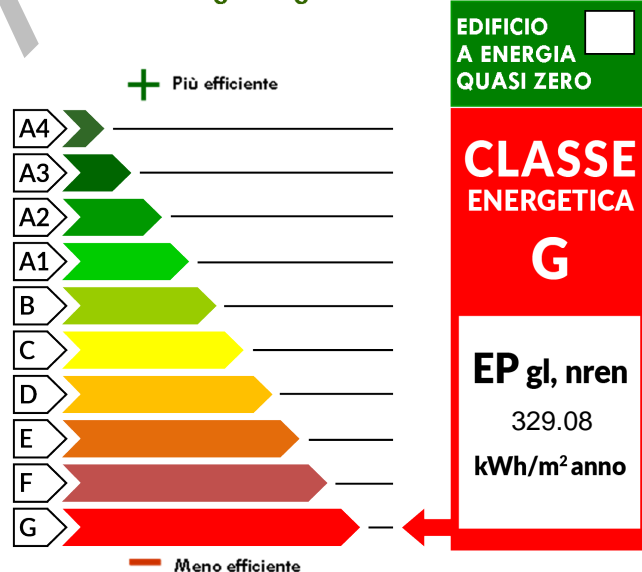 EDIFICIO
A ENERGIA
QUASI ZERO
Più efficiente
A4
A3
A2
A1
B
C
D
E
F
G
Meno efficiente
CLASSE
ENERGETICA
G
EP gl, nren
329.08
kWh/m² anno